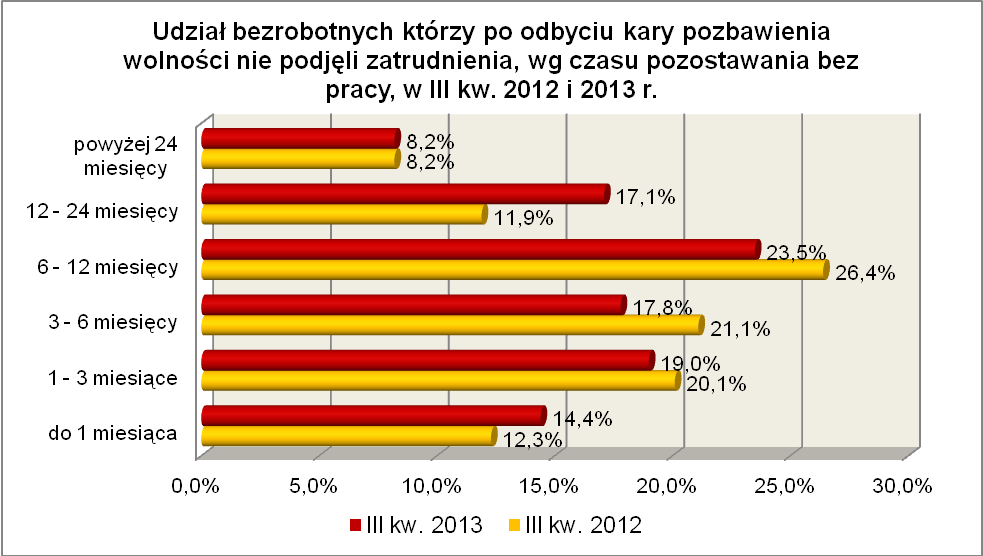 Udział bezrobotnych którzy po odbyciu kary pozbawienia
wolności nie podjęli zatrudnienia, wg czasu pozostawania bez
pracy, w III kw. 2012 i 2013 r.
powyżej 24
miesięcy
8,2%
8,2%
12 - 24 miesięcy
17,1%
11,9%
6 - 12 miesięcy
23,5%
26,4%
3 - 6 miesięcy
17,8%
21,1%
1 - 3 miesiące
19,0%
20,1%
do 1 miesiąca
14,4%
12,3%
0,0% 5,0% 10,0% 15,0% 20,0% 25,0% 30,0%
III kw. 2013 III kw. 2012